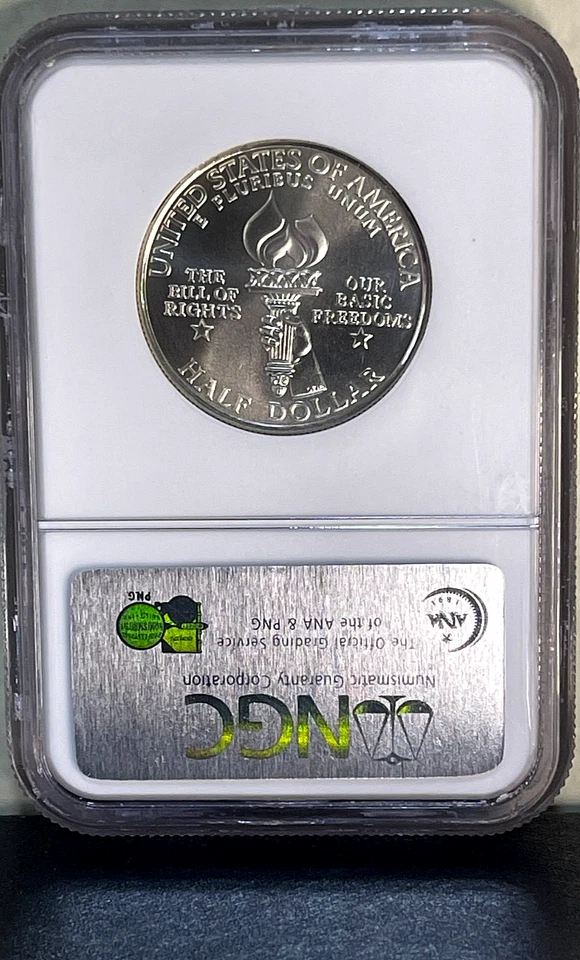 UNITED STATES OF AMERICA
E PLURIBUS UNUM
THE
BILL OF
RIGHTS
OUR
BASIC
FREEDOMS
HALF DOLLAR
NGC
Numismatic Guaranty Corporation
The Official Grading Service
of the ANA & PNG
ANA
1891
PNG